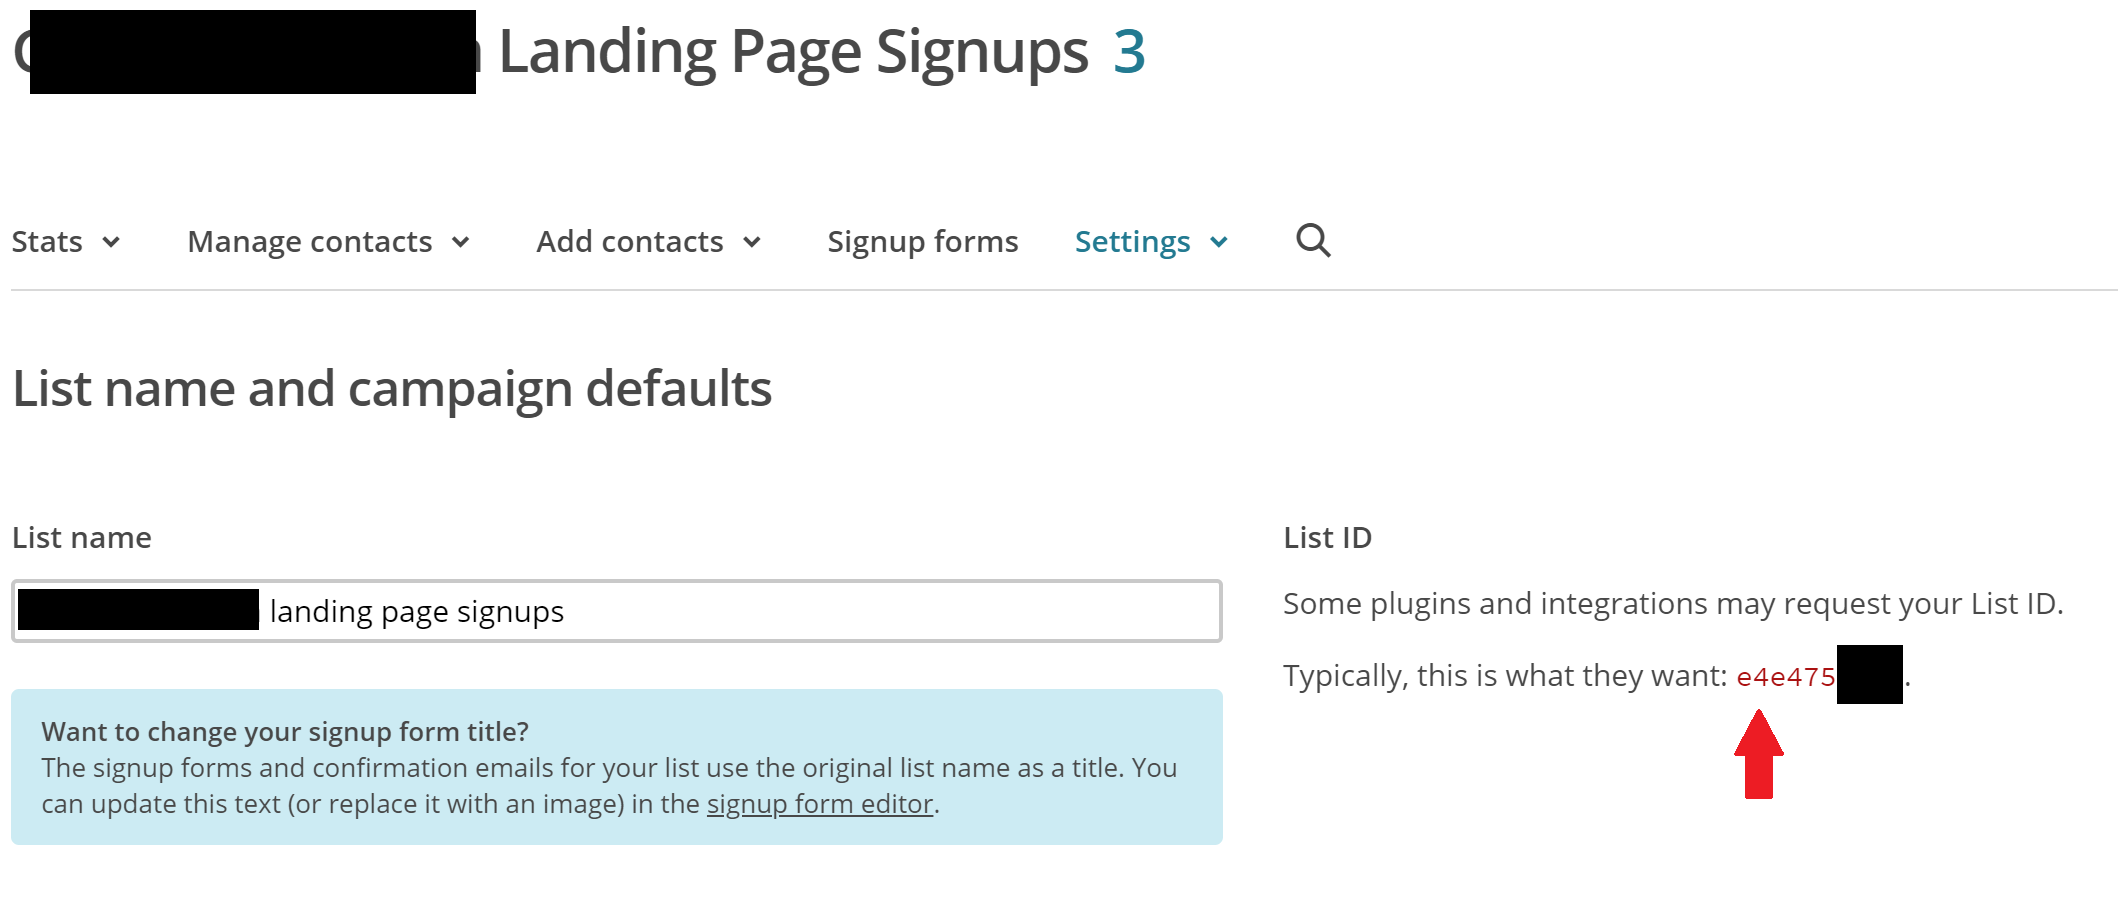 Landing Page Signups 3
Stats Manage contacts Add contacts Signup forms Settings
List name and campaign defaults
List name
landing page signups
Want to change your signup form title?
The signup forms and confirmation emails for your list use the original list name as a title. You
can update this text (or replace it with an image) in the signup form editor.
List ID
Some plugins and integrations may request your List ID.
Typically, this is what they want: e4e475 .